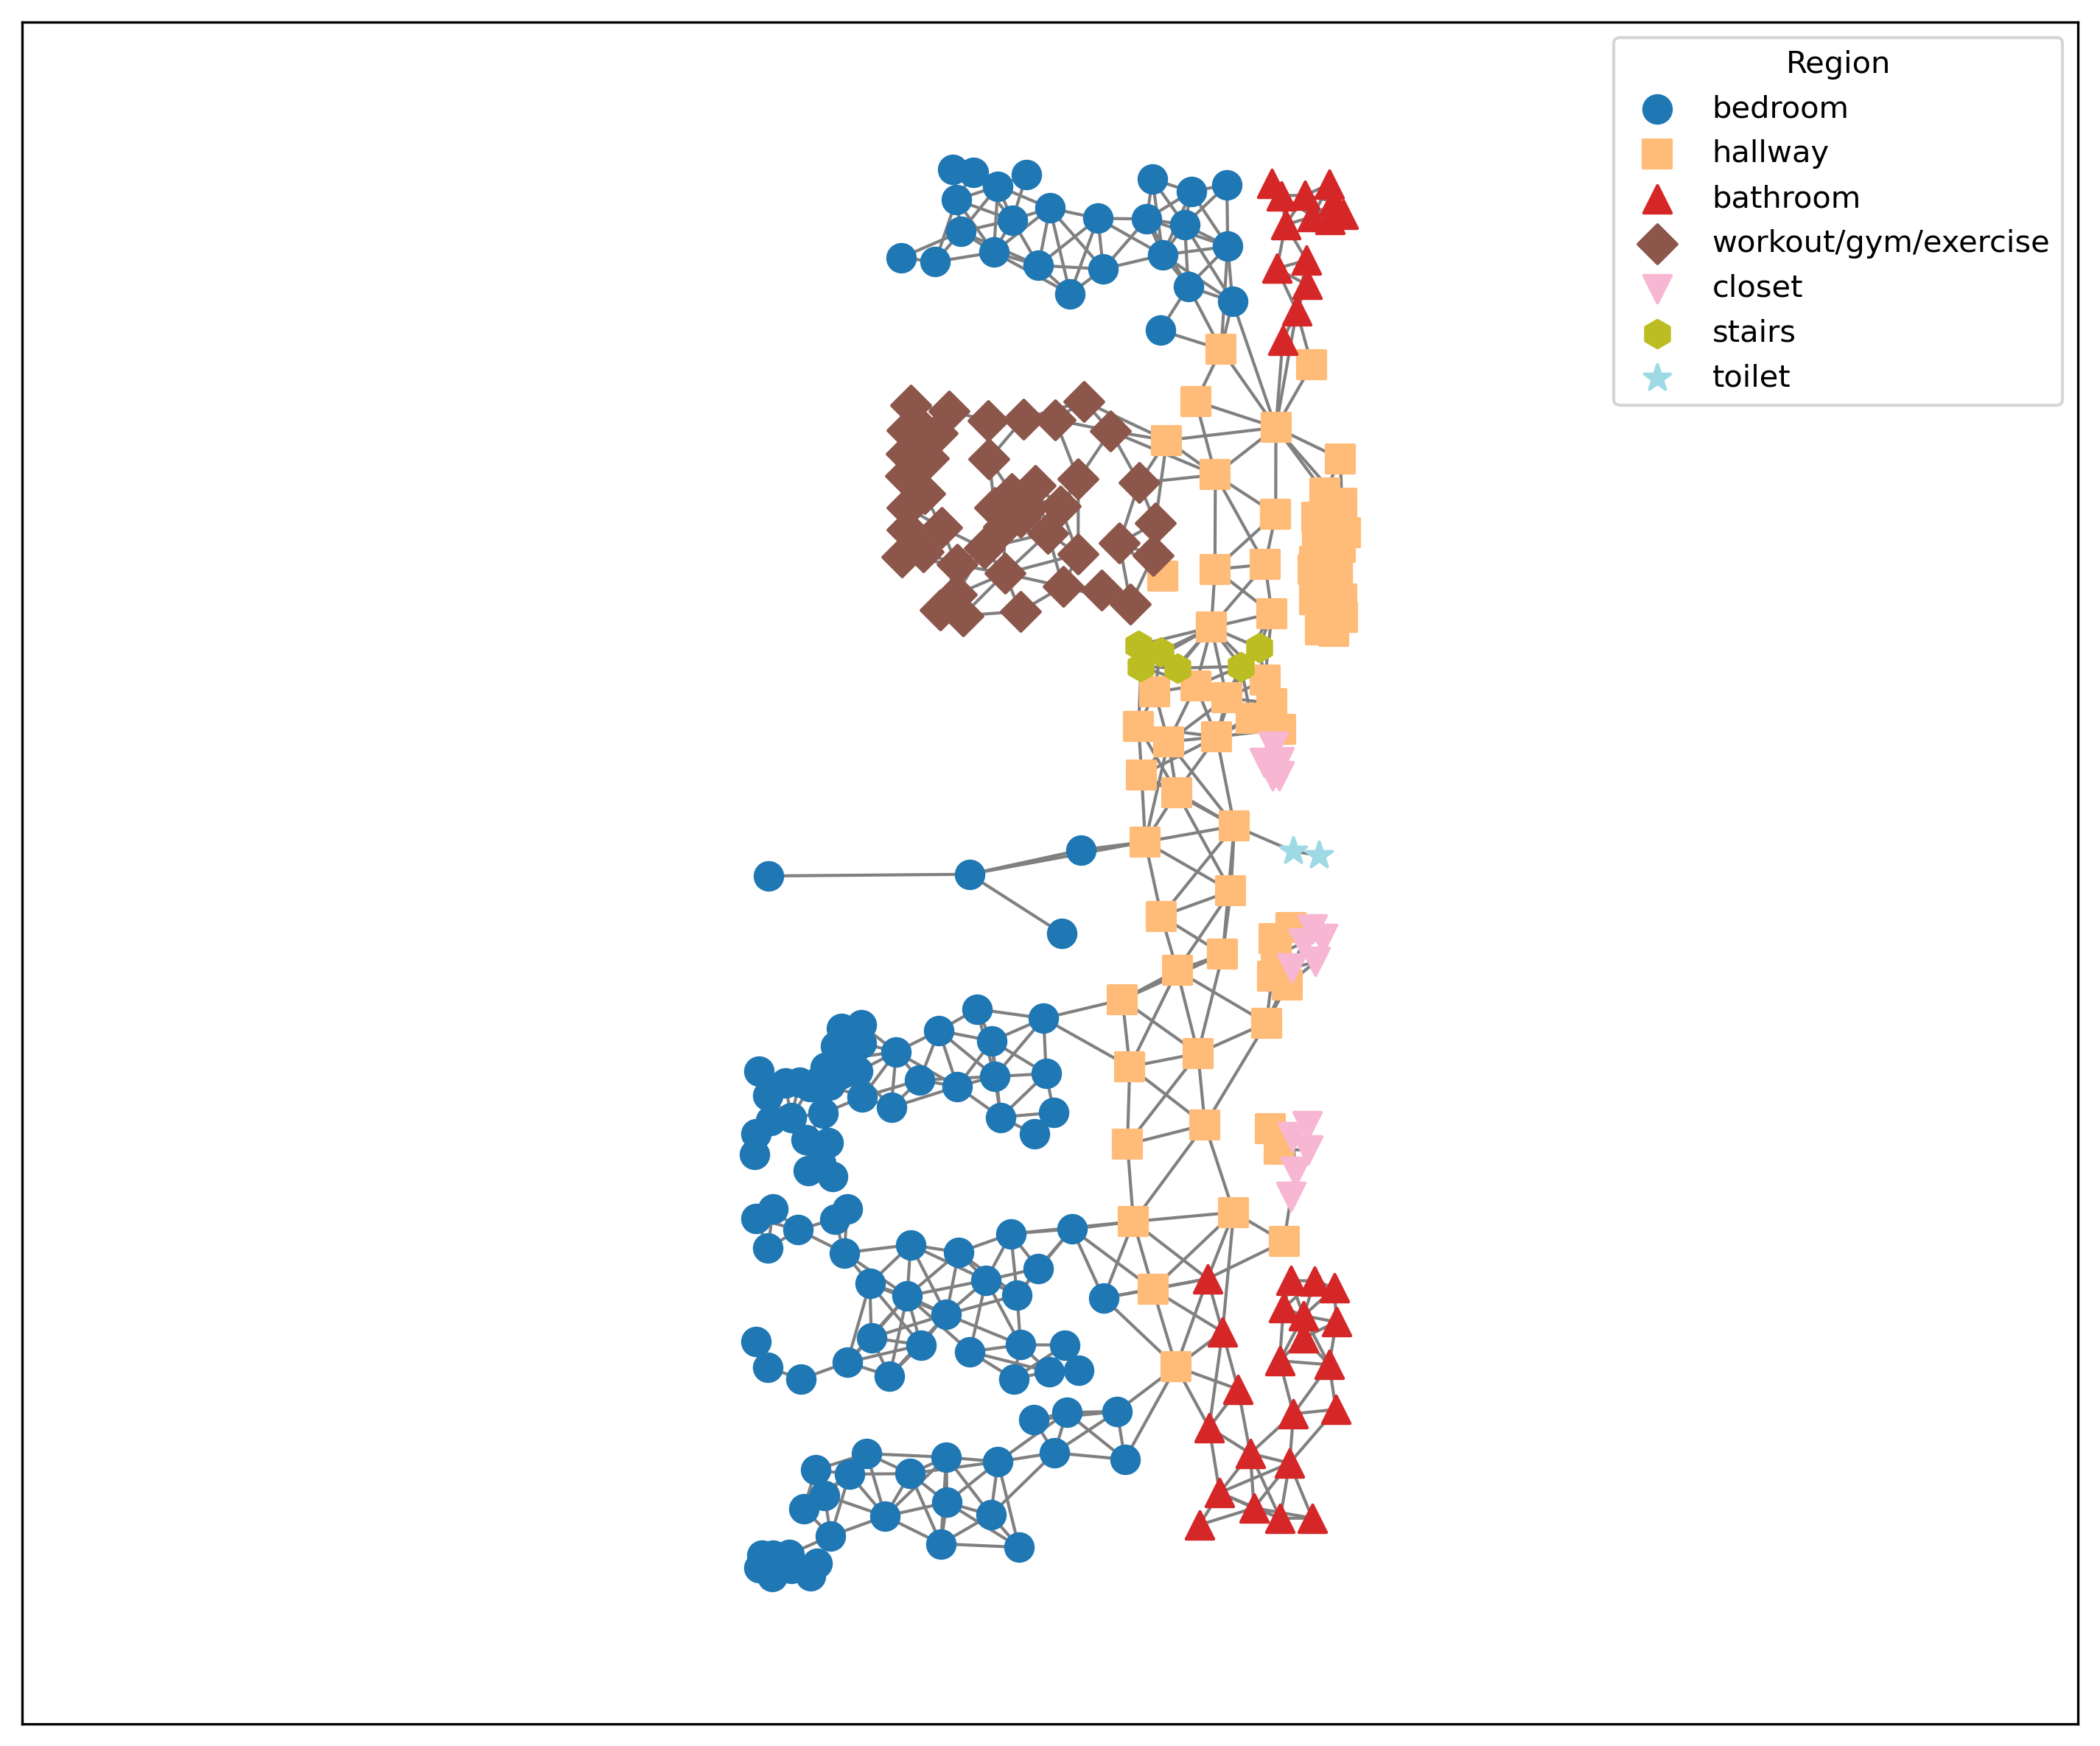 Region
bedroom
hallway
bathroom
workout/gym/exercise
closet
stairs
toilet